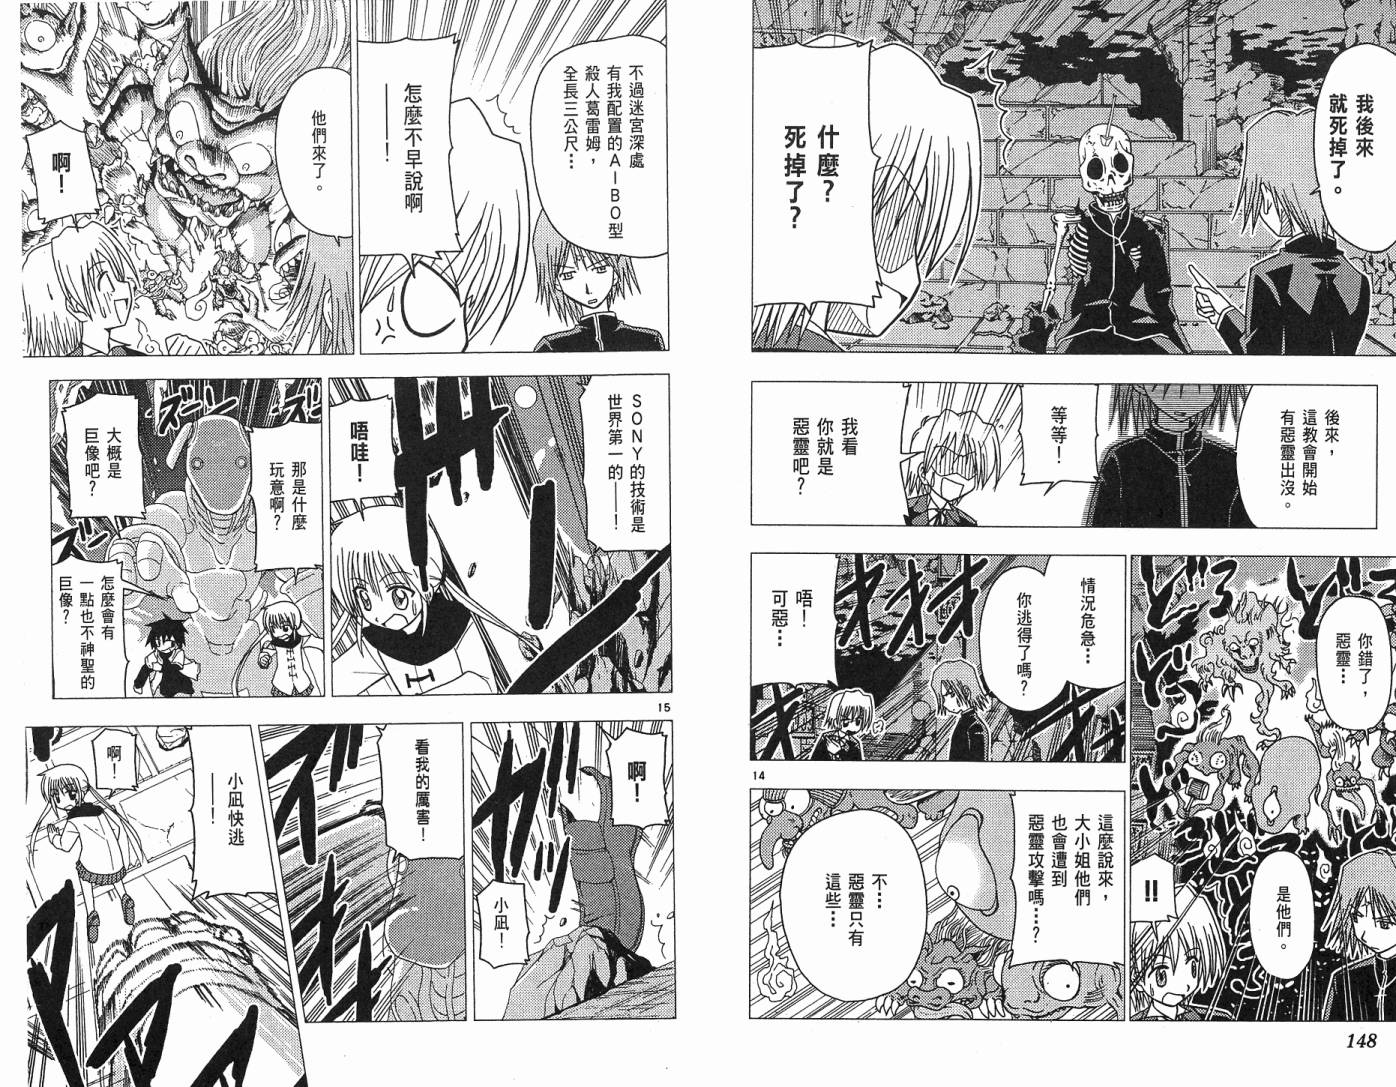 我後來
就死掉了。
什麼？
死掉了？
後來，
這教會開始
有惡靈出沒。
等等！
我看
你就是
惡靈吧？
你錯了，
惡靈…
是他們。
!!
情況危急…
你逃得了嗎？
唔！
可惡…
14
這麼說來，
大小姐他們
也會遭到
惡靈攻擊嗎…？
不…
惡靈只有
這些…
148
不過迷宮深處
有我配置的AIBO型
殺人葛雷姆，
全長三公尺…
怎麼不早說啊
——！
他們來了。
啊！
SONY的技術是
世界第一的——！
唔哇！
那是什麼
玩意啊？
大概是
巨像吧？
怎麼會有
一點也不神聖的
巨像？
ズーン
ズーン
15
啊！
小凪！
看我的厲害！
小凪快逃
——！
啊！